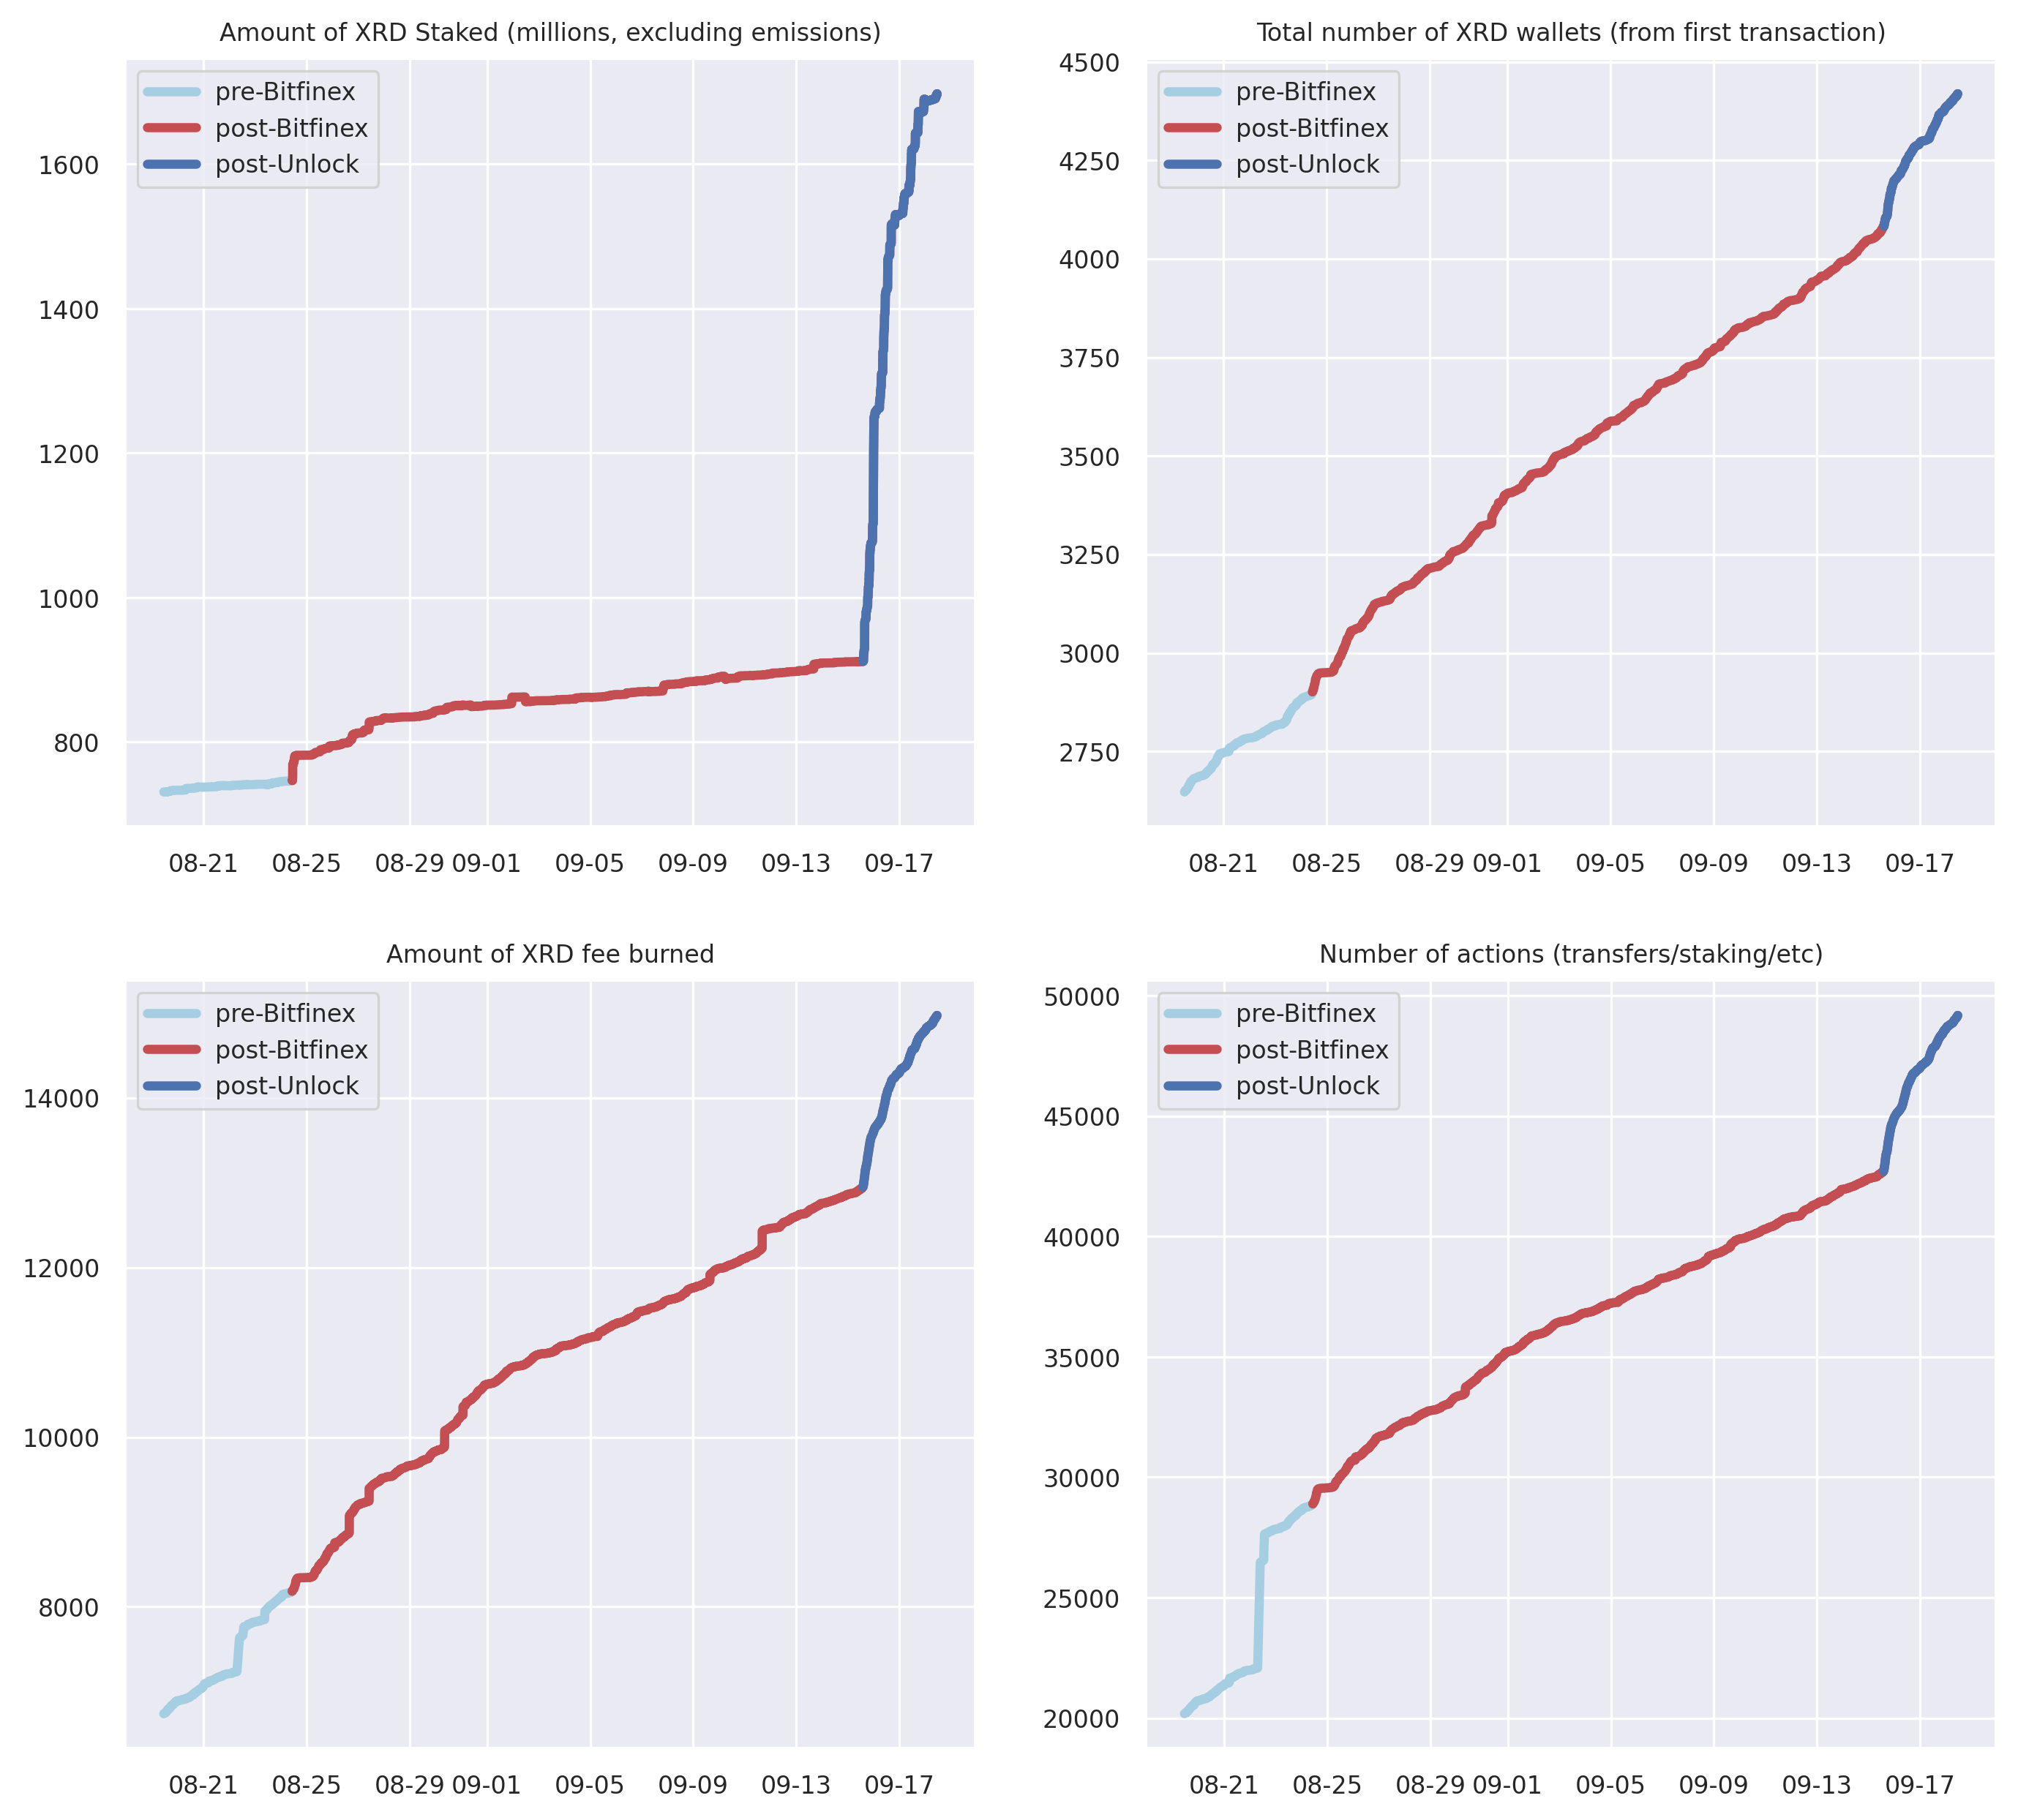 Amount of XRD Staked (millions, excluding emissions)
pre-Bitfinex
post-Bitfinex
post-Unlock
1600
1400
1200
1000
800
08-21 08-25 08-29 09-01 09-05 09-09 09-13 09-17
Total number of XRD wallets (from first transaction)
pre-Bitfinex
post-Bitfinex
post-Unlock
4500
4250
4000
3750
3500
3250
3000
2750
08-21 08-25 08-29 09-01 09-05 09-09 09-13 09-17
Amount of XRD fee burned
pre-Bitfinex
post-Bitfinex
post-Unlock
14000
12000
10000
8000
08-21 08-25 08-29 09-01 09-05 09-09 09-13 09-17
Number of actions (transfers/staking/etc)
pre-Bitfinex
post-Bitfinex
post-Unlock
50000
45000
40000
35000
30000
25000
20000
08-21 08-25 08-29 09-01 09-05 09-09 09-13 09-17